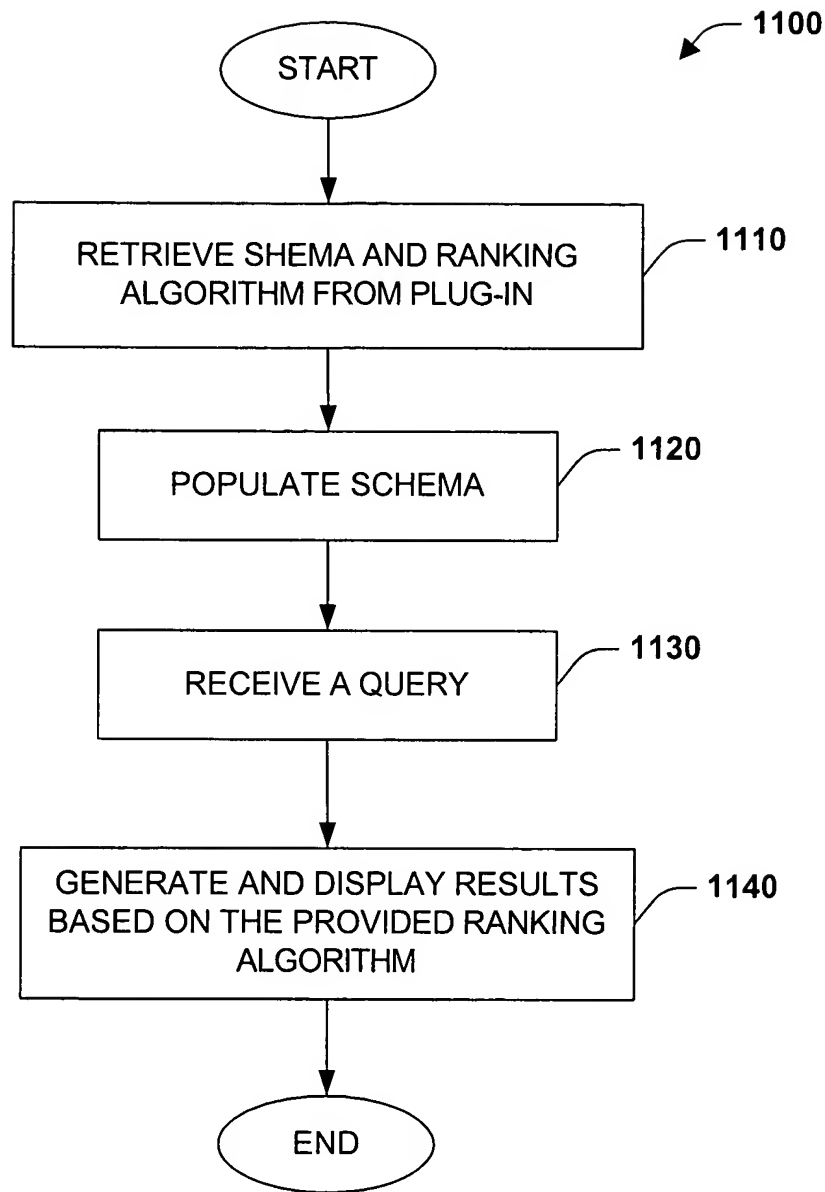 1100
START
RETRIEVE SHEMA AND RANKING
ALGORITHM FROM PLUG-IN
1110
POPULATE SCHEMA
1120
RECEIVE A QUERY
1130
GENERATE AND DISPLAY RESULTS
BASED ON THE PROVIDED RANKING
ALGORITHM
1140
END